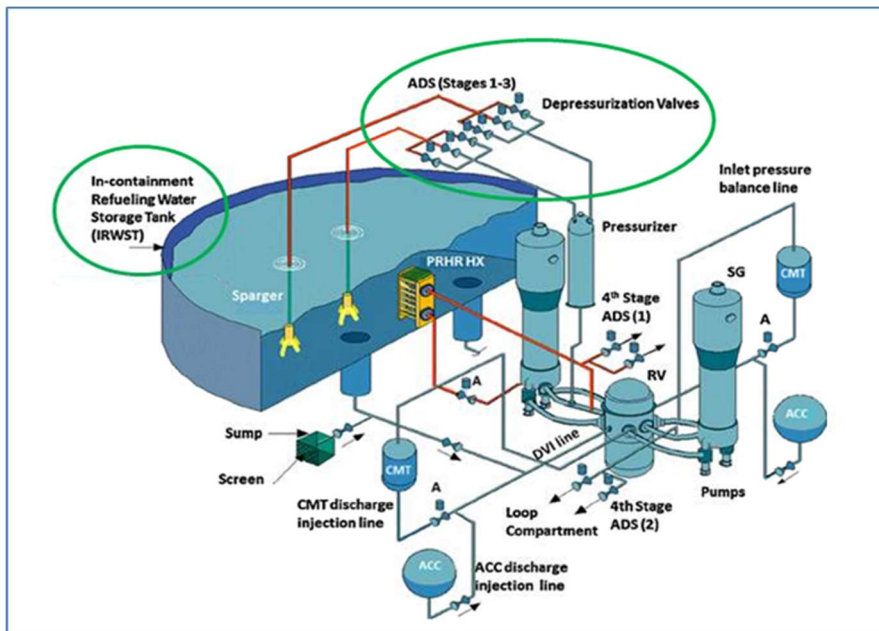 ADS (Stages 1-3)
Depressurization Valves
In-containment
Refueling Water
Storage Tank
(IRWST)
Inlet pressure
balance line
Pressurizer
PRHR HX
SG
CMT
Sparger
4th Stage
ADS (1)
A
RV
A
ACC
Sump
Screen
CMT
DVI line
A
Pumps
CMT discharge
injection line
Loop
Compartment
4th Stage
ADS (2)
ACC
ACC discharge
injection line